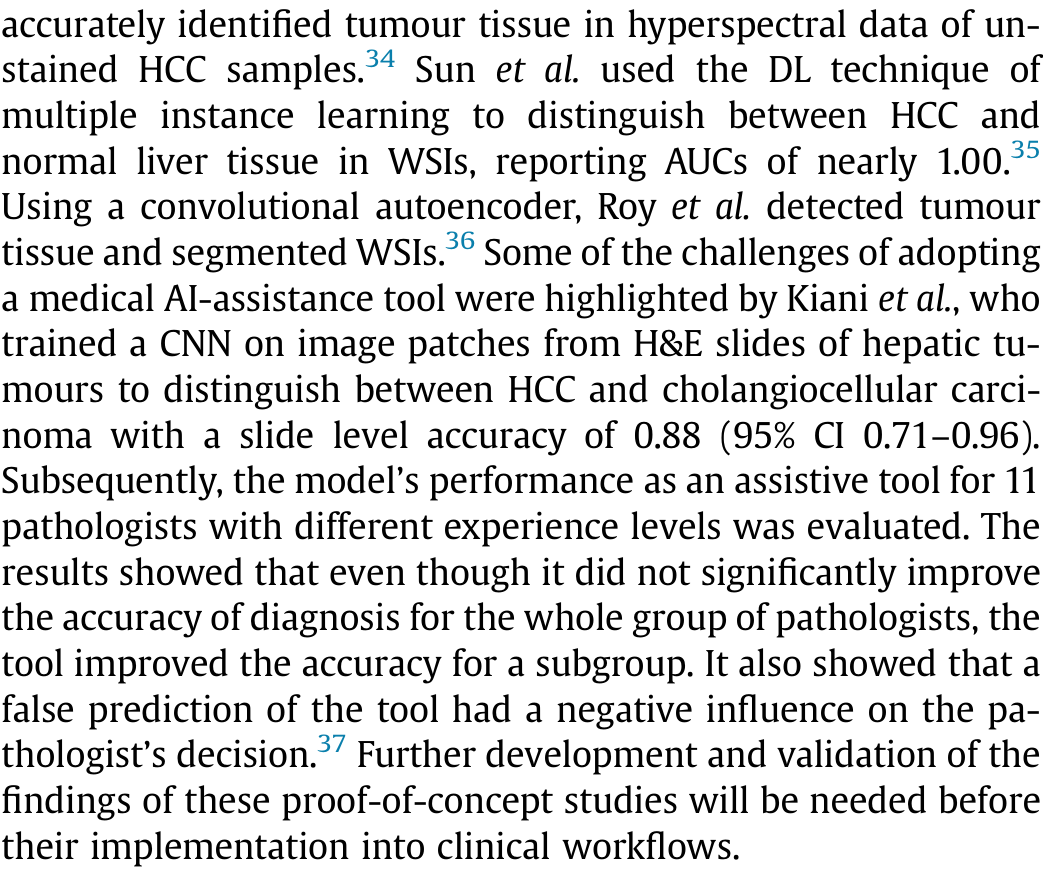 accurately identified tumour tissue in hyperspectral data of un-
stained HCC samples.34 Sun et al. used the DL technique of
multiple instance learning to distinguish between HCC and
normal liver tissue in WSIs, reporting AUCs of nearly 1.00.35
Using a convolutional autoencoder, Roy et al. detected tumour
tissue and segmented WSIs.36 Some of the challenges of adopting
a medical AI-assistance tool were highlighted by Kiani et al., who
trained a CNN on image patches from H&E slides of hepatic tu-
mours to distinguish between HCC and cholangiocellular carci-
noma with a slide level accuracy of 0.88 (95% CI 0.71–0.96).
Subsequently, the model’s performance as an assistive tool for 11
pathologists with different experience levels was evaluated. The
results showed that even though it did not significantly improve
the accuracy of diagnosis for the whole group of pathologists, the
tool improved the accuracy for a subgroup. It also showed that a
false prediction of the tool had a negative influence on the pa-
thologist’s decision.37 Further development and validation of the
findings of these proof-of-concept studies will be needed before
their implementation into clinical workflows.